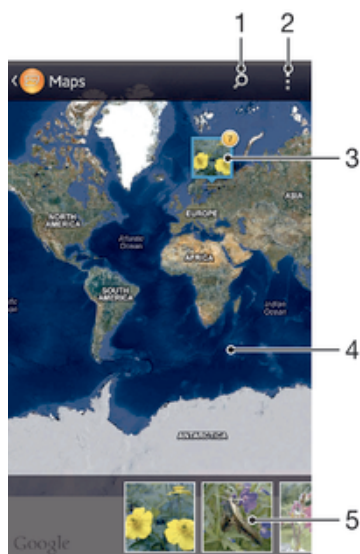 1 2
Maps
7
3
ASIA
NORTH
AMERICA
EUROPE
Atlantic
Ocean
AFRICA
SOUTH
AMERICA
Indian
Ocean
4
ANTARCTICA
5
Google